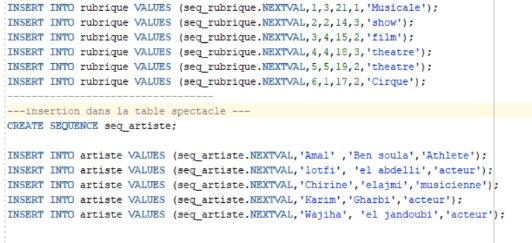 INSERT INTO rubrique VALUES (seq_rubrique.NEXTVAL,1,3,21,1,'Musicale');
INSERT INTO rubrique VALUES (seq_rubrique.NEXTVAL,2,2,14,3,'show');
INSERT INTO rubrique VALUES (seq_rubrique.NEXTVAL,3,4,15,2,'film');
INSERT INTO rubrique VALUES (seq_rubrique.NEXTVAL,4,4,18,3,'theatre');
INSERT INTO rubrique VALUES (seq_rubrique.NEXTVAL,5,5,19,2,'theatre');
INSERT INTO rubrique VALUES (seq_rubrique.NEXTVAL,6,1,17,2,'Cirque');
--------------------------------
---insertion dans la table spectacle ---
CREATE SEQUENCE seq_artiste;
INSERT INTO artiste VALUES (seq_artiste.NEXTVAL,'Amal' ,'Ben soula','Athlete');
INSERT INTO artiste VALUES (seq_artiste.NEXTVAL,'lotfi', 'el abdelli','acteur');
INSERT INTO artiste VALUES (seq_artiste.NEXTVAL,'Chirine','elajmi','musicienne');
INSERT INTO artiste VALUES (seq_artiste.NEXTVAL,'Karim','Gharbi','acteur');
INSERT INTO artiste VALUES (seq_artiste.NEXTVAL,'Wajiha', 'el jandoubi','acteur');